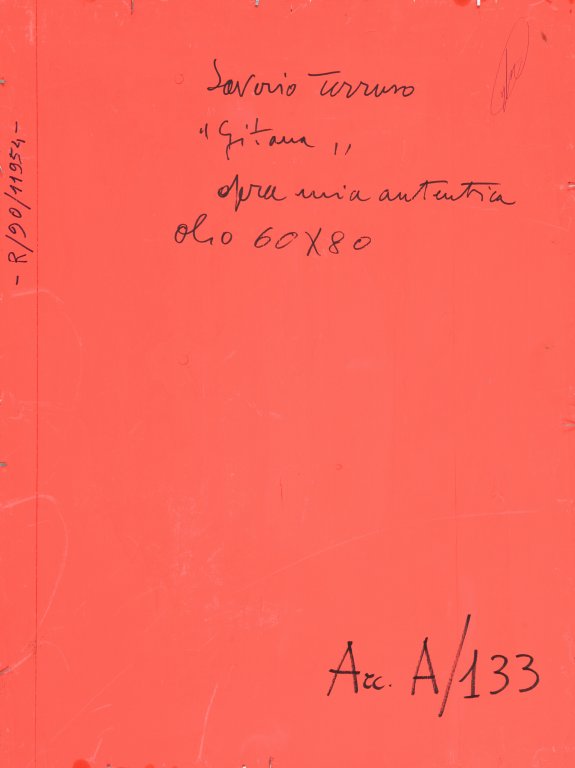 Saverio Terruso
"Gitana"
opera mia autentica
olio 60X80
- R/90/11954 -
Arc. A/133